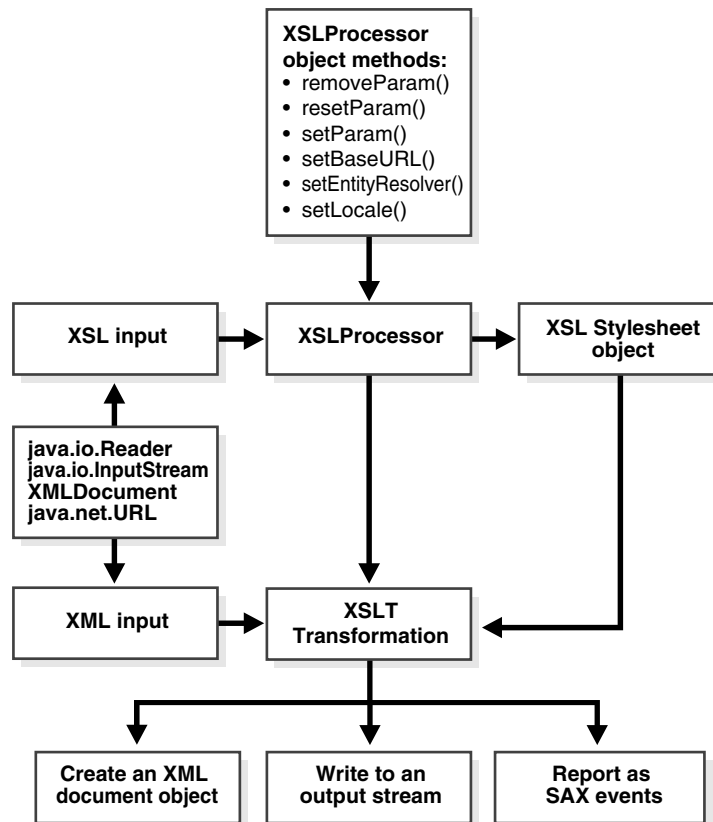 XSLProcessor
object methods:
• removeParam()
• resetParam()
• setParam()
• setBaseURL()
• setEntityResolver()
• setLocale()
XSL input
XSLProcessor
XSL Stylesheet
object
java.io.Reader
java.io.InputStream
XMLDocument
java.net.URL
XML input
XSLT
Transformation
Create an XML
document object
Write to an
output stream
Report as
SAX events